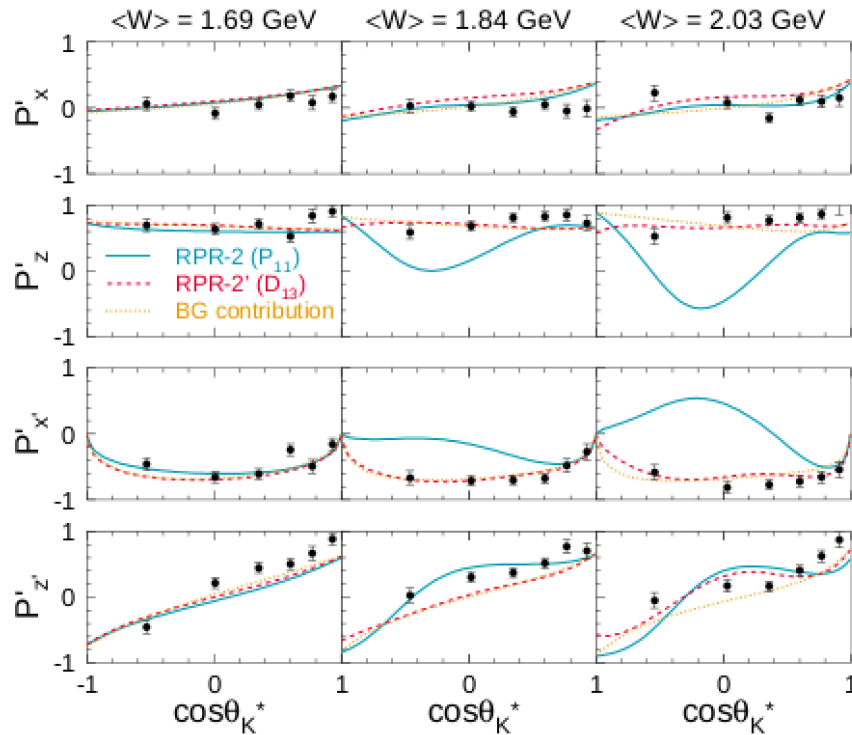 <W> = 1.69 GeV <W> = 1.84 GeV <W> = 2.03 GeV
1
P'x
0
-1
1
P'z
0
RPR-2 (P11)
RPR-2' (D13)
BG contribution
-1
1
P'x'
0
-1
1
P'z'
0
-1
-1 0 1 0 1 0 1
cosθK* cosθK* cosθK*